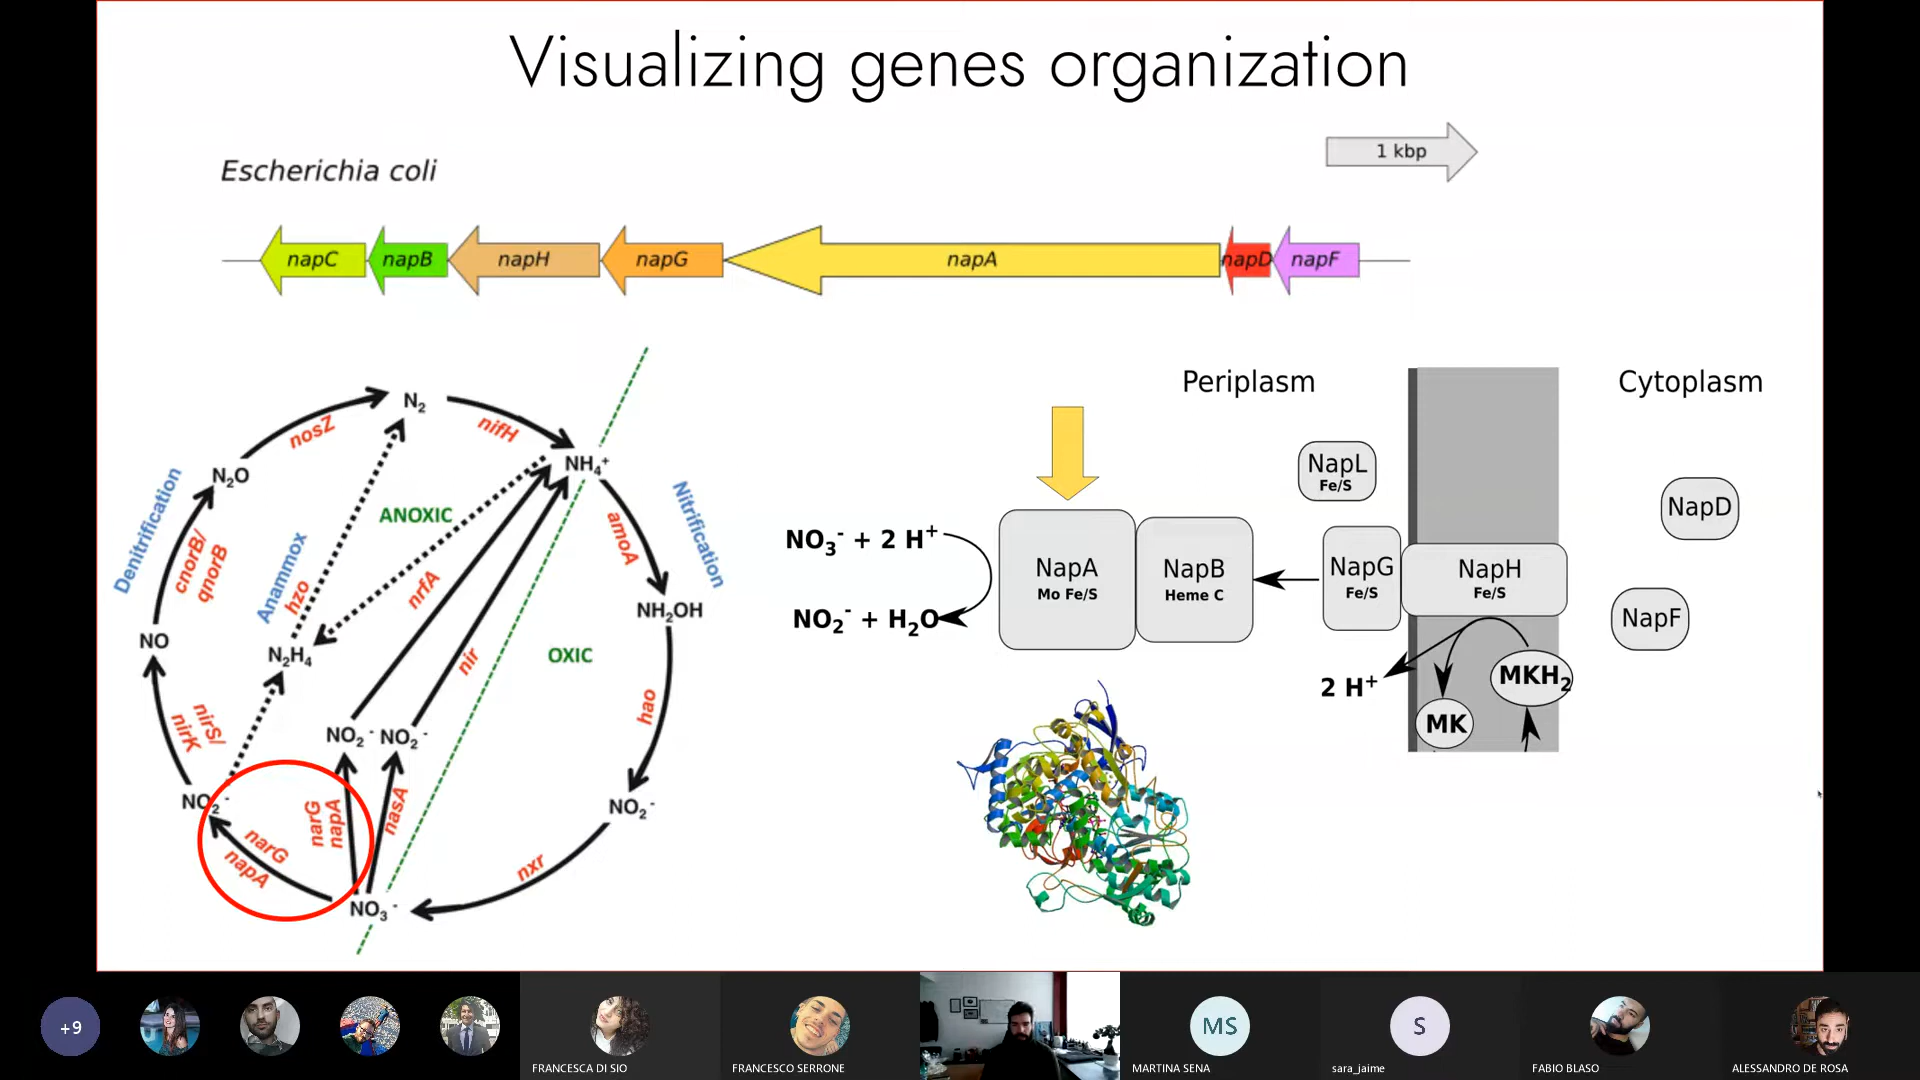 Visualizing genes organization
1 kbp
Escherichia coli
napC
napB
napH
napG
napA
napD
napF
N₂
nosZ
nifH
N₂O
NH₄⁺
Denitrification
ANOXIC
Nitrification
cnorB/
qnorB
Anammox
hzo
nrfA
amoA
NO
N₂H₄
nir
OXIC
NH₂OH
nirS/
nirK
NO₂⁻
NO₂⁻
hao
NO₂⁻
narG
napA
nasA
NO₂⁻
narG
napA
nxr
NO₃⁻
Periplasm
Cytoplasm
NapL
Fe/S
NapD
NO₃⁻ + 2 H⁺
NO₂⁻ + H₂O
NapA
Mo Fe/S
NapB
Heme C
NapG
Fe/S
NapH
Fe/S
NapF
2 H⁺
MKH₂
MK
+9
FRANCESCA DI SIO
FRANCESCO SERRONE
MS
MARTINA SENA
S
sara_jaime
FABIO BLASO
ALESSANDRO DE ROSA